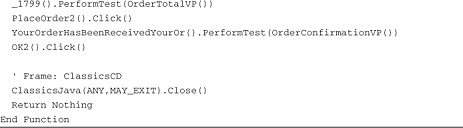 _1799().PerformTest(OrderTotalVP())
PlaceOrder2().Click()
YourOrderHasBeenReceivedYourOr().PerformTest(OrderConfirmationVP())
OK2().Click()
' Frame: ClassicsCD
ClassicsJava(ANY,MAY_EXIT).Close()
Return Nothing
End Function